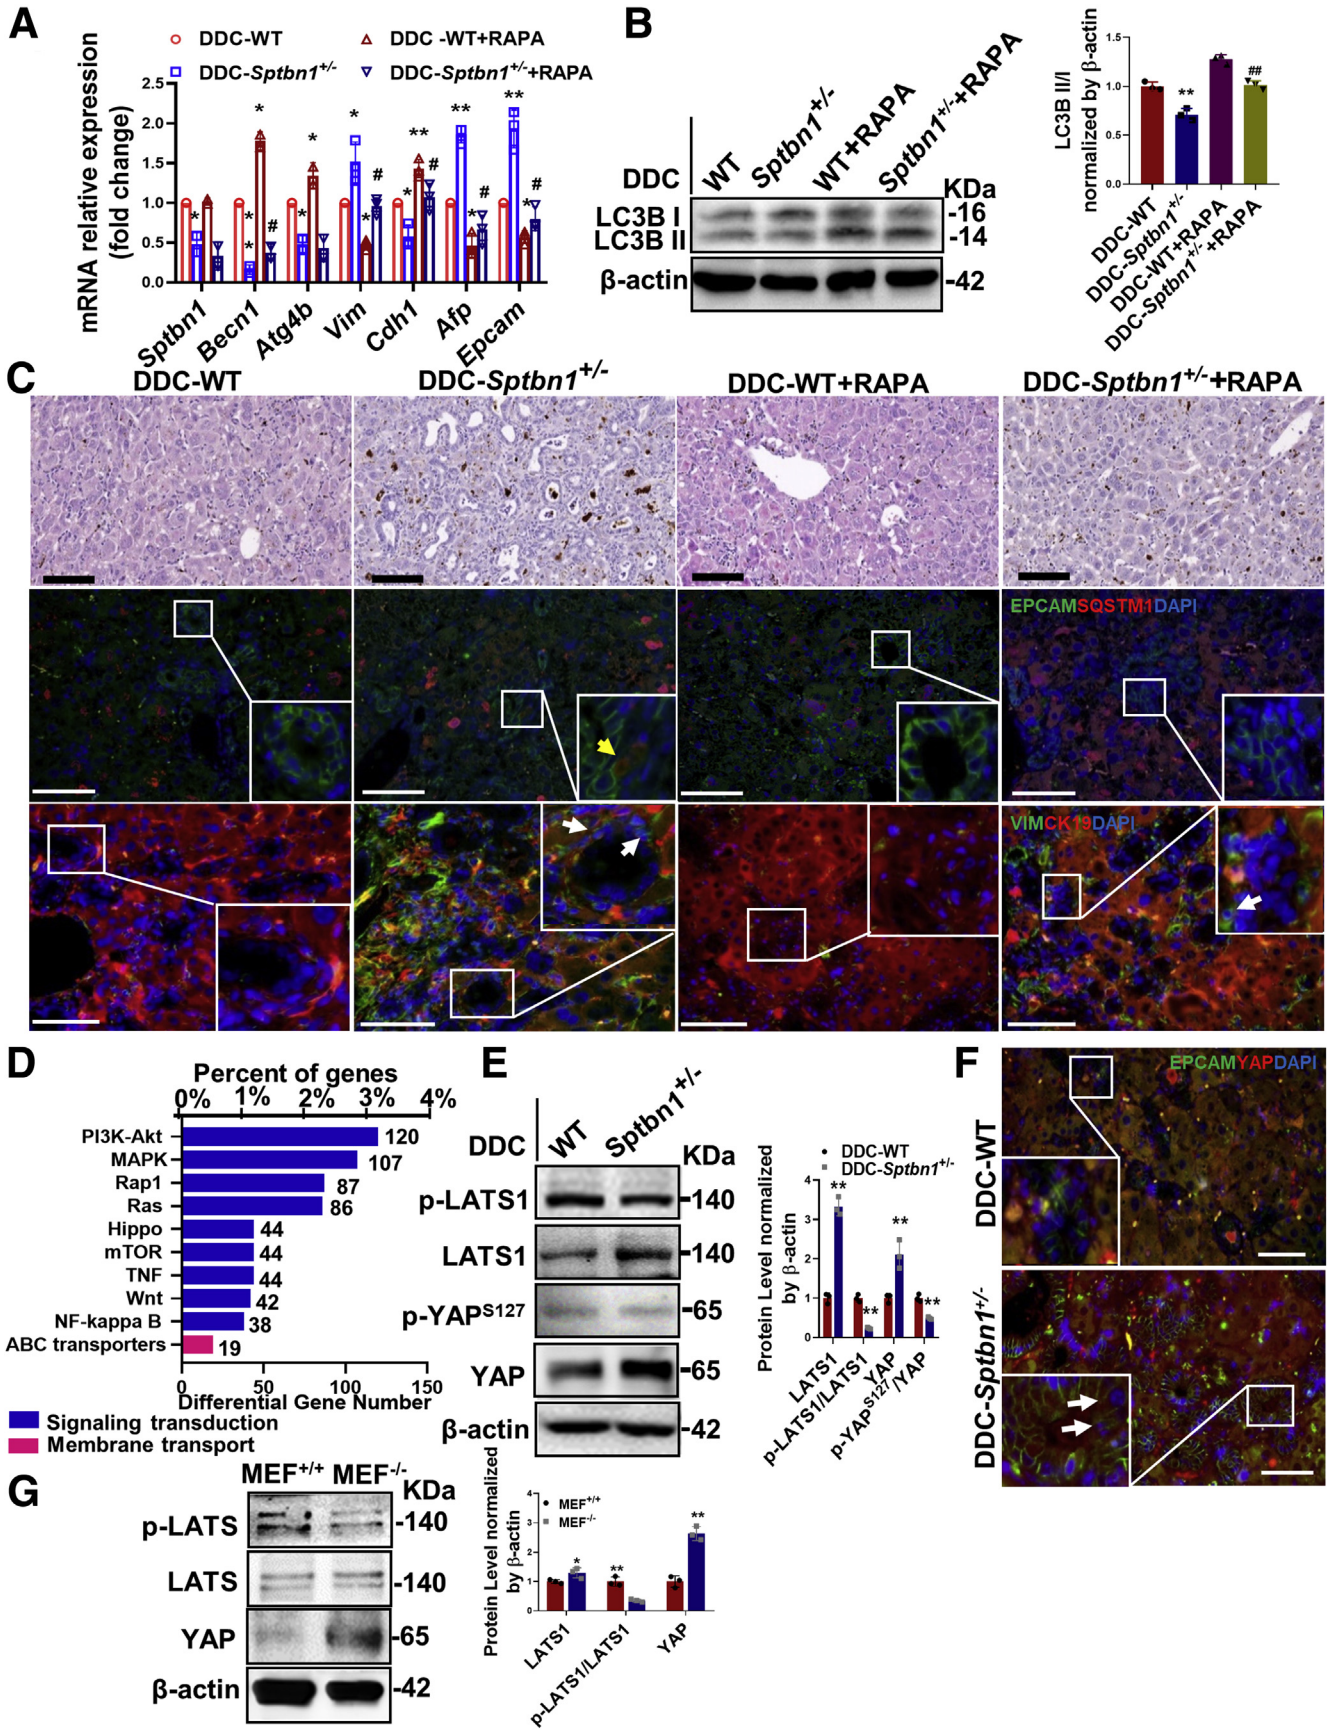 A
mRNA relative expression
(fold change)
DDC-WT
DDC-WT+RAPA
DDC-Sptbn1+/-
DDC-Sptbn1+/-+RAPA
2.5
2.0
1.5
1.0
0.5
0.0
* * * * * # * * * * ** # * # ** * # ** * #
Sptbn1
Becn1
Atg4b
Vim
Cdh1
Afp
Epcam
B
DDC
WT
Sptbn1+/-
WT+RAPA
Sptbn1+/-+RAPA
KDa
LC3B I
-16
LC3B II
-14
β-actin
-42
LC3B II/I
normalized by β-actin
1.5
1.0
0.5
0.0
**
##
DDC-WT
DDC-Sptbn1+/-
DDC-WT+RAPA
DDC-Sptbn1+/-+RAPA
C
DDC-WT
DDC-Sptbn1+/-
DDC-WT+RAPA
DDC-Sptbn1+/-+RAPA
EPCAMSQSTM1DAPI
VIMCK19DAPI
D
Percent of genes
0% 1% 2% 3% 4%
PI3K-Akt 120
MAPK 107
Rap1 87
Ras 86
Hippo 44
mTOR 44
TNF 44
Wnt 42
NF-kappa B 38
ABC transporters 19
0 50 100 150
Differential Gene Number
Signaling transduction
Membrane transport
E
DDC
WT
Sptbn1+/-
KDa
p-LATS1
-140
LATS1
-140
p-YAPS127
-65
YAP
-65
β-actin
-42
Protein Level normalized
by β-actin
DDC-WT
DDC-Sptbn1+/-
4
3
2
1
0
**
**
**
**
LATS1
p-LATS1/LATS1
YAP
p-YAPS127/YAP
F
DDC-WT
EPCAMYAPDAPI
DDC-Sptbn1+/-
G
MEF+/+ MEF-/-
KDa
p-LATS
-140
LATS
-140
YAP
-65
β-actin
-42
Protein Level normalized
by β-actin
MEF+/+
MEF-/-
4
3
2
1
0
*
**
**
LATS1
p-LATS1/LATS1
YAP